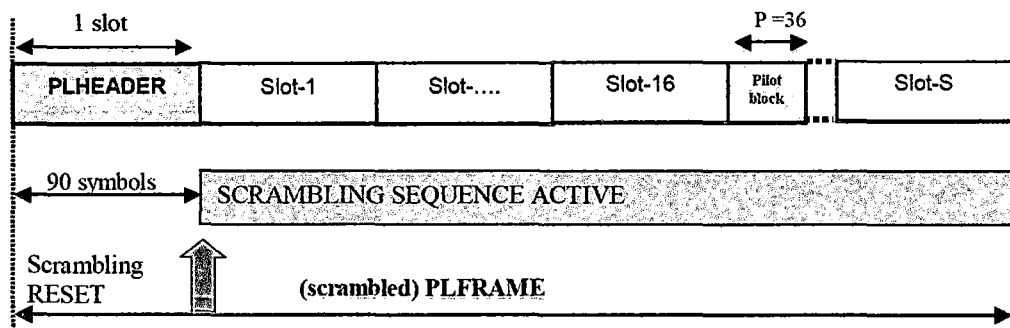 1 slot
P =36
PLHEADER
Slot-1
Slot-....
Slot-16
Pilot
block
Slot-S
90 symbols
SCRAMBLING SEQUENCE ACTIVE
Scrambling
RESET
(scrambled) PLFRAME